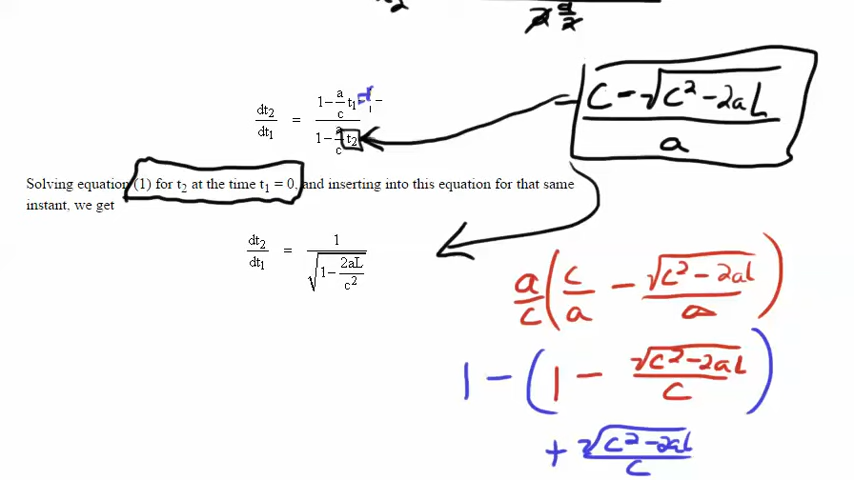 dt₂/dt₁ = (1 − (a/c) t₁)/(1 − (a/c) t₂)
= (c − √(c² − 2aL))/a
Solving equation (1) for t₂ at the time t₁ = 0, and inserting into this equation for that same
instant, we get
dt₂/dt₁ = 1/√(1 − 2aL/c²)
a/c (c/a − √(c² − 2aL)/a)
1 − (1 − √(c² − 2aL)/c)
+ √(c² − 2aL)/c